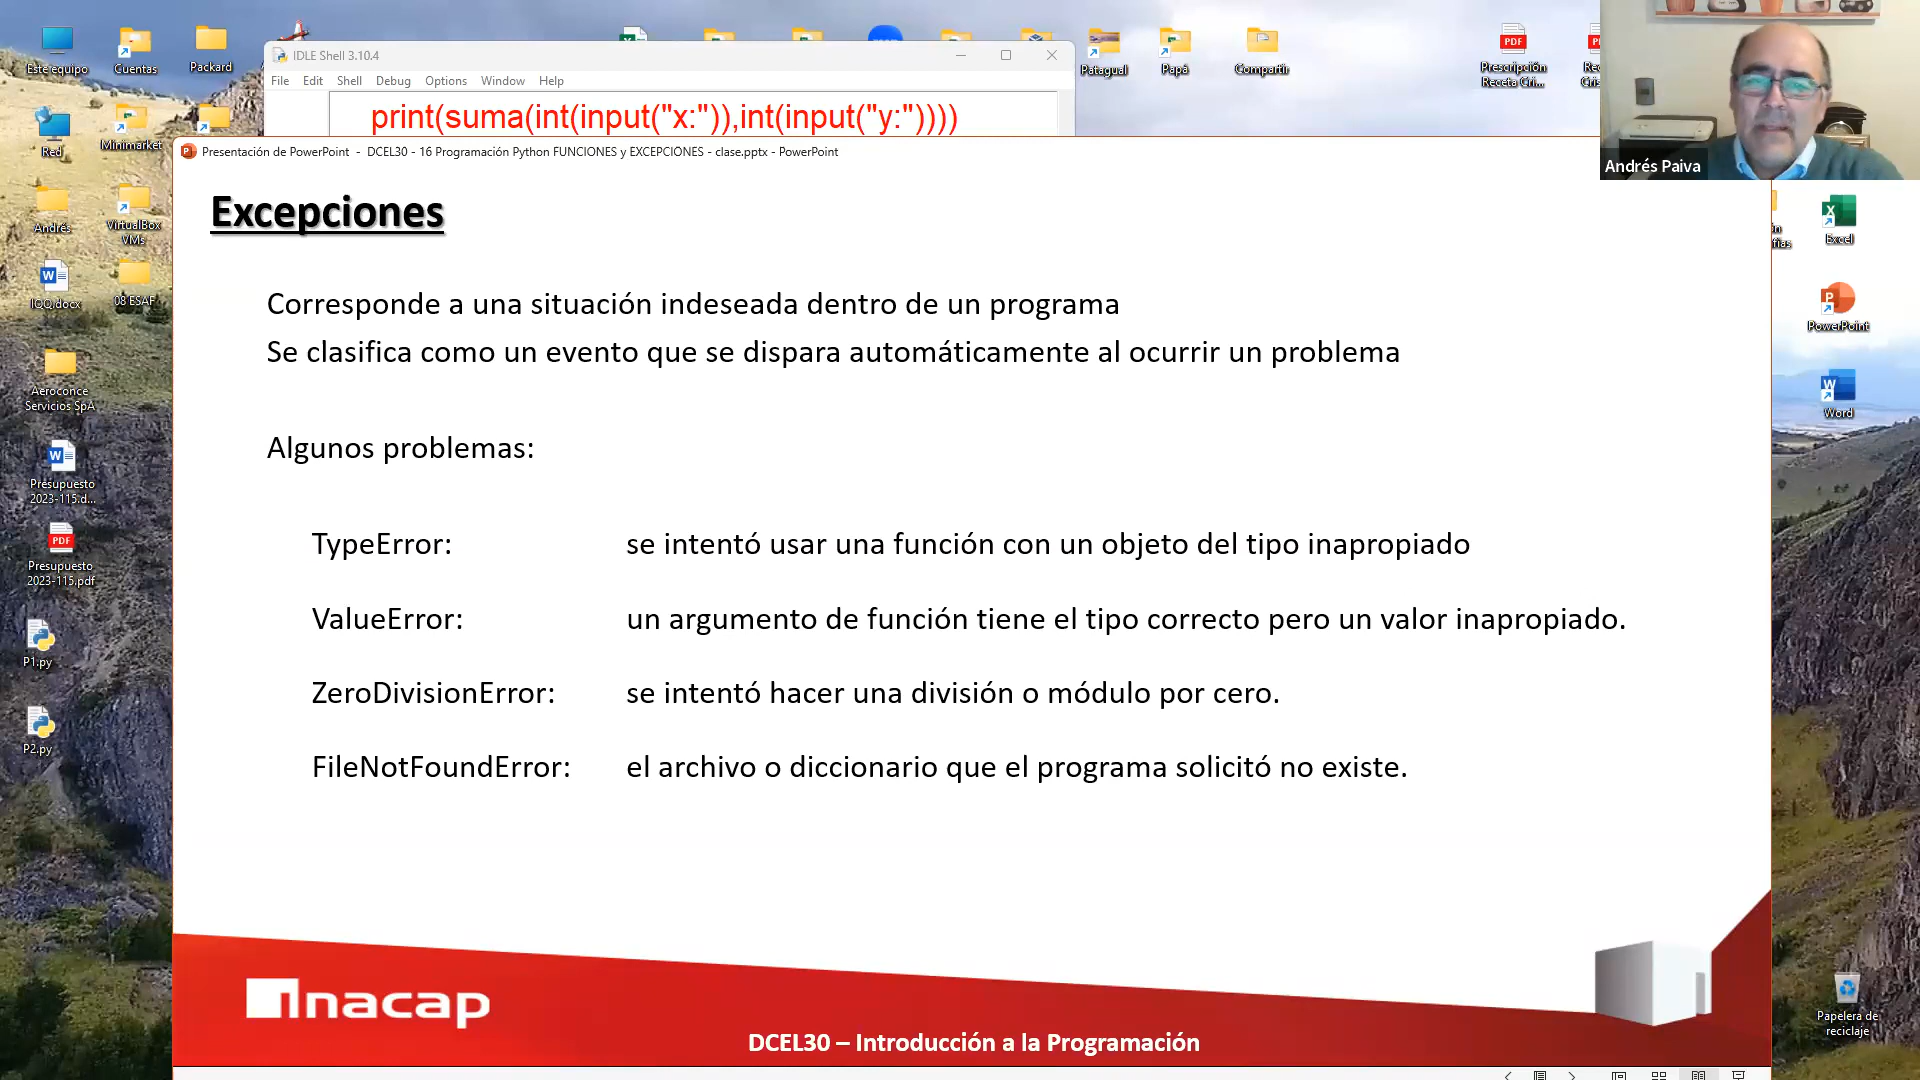 Este equipo
Cuentas
Packard
IDLE Shell 3.10.4
File Edit Shell Debug Options Window Help
print(suma(int(input("x:")),int(input("y:"))))
Patagual
Papá
Compartir
PDF
Prescripción
Receta Cri...
PDF
Andrés Paiva
Red
Minimarket
Presentación de PowerPoint - DCEL30 - 16 Programación Python FUNCIONES y EXCEPCIONES - clase.pptx - PowerPoint
Andrés
VirtualBox
VMs
IQQ.docx
08 ESAF
Aeroconce
Servicios SpA
Presupuesto
2023-115.d...
PDF
Presupuesto
2023-115.pdf
P1.py
P2.py
Excepciones
Corresponde a una situación indeseada dentro de un programa
Se clasifica como un evento que se dispara automáticamente al ocurrir un problema
Algunos problemas:
TypeError: se intentó usar una función con un objeto del tipo inapropiado
ValueError: un argumento de función tiene el tipo correcto pero un valor inapropiado.
ZeroDivisionError: se intentó hacer una división o módulo por cero.
FileNotFoundError: el archivo o diccionario que el programa solicitó no existe.
Inacap
DCEL30 – Introducción a la Programación
Excel
PowerPoint
Word
Papelera de
reciclaje